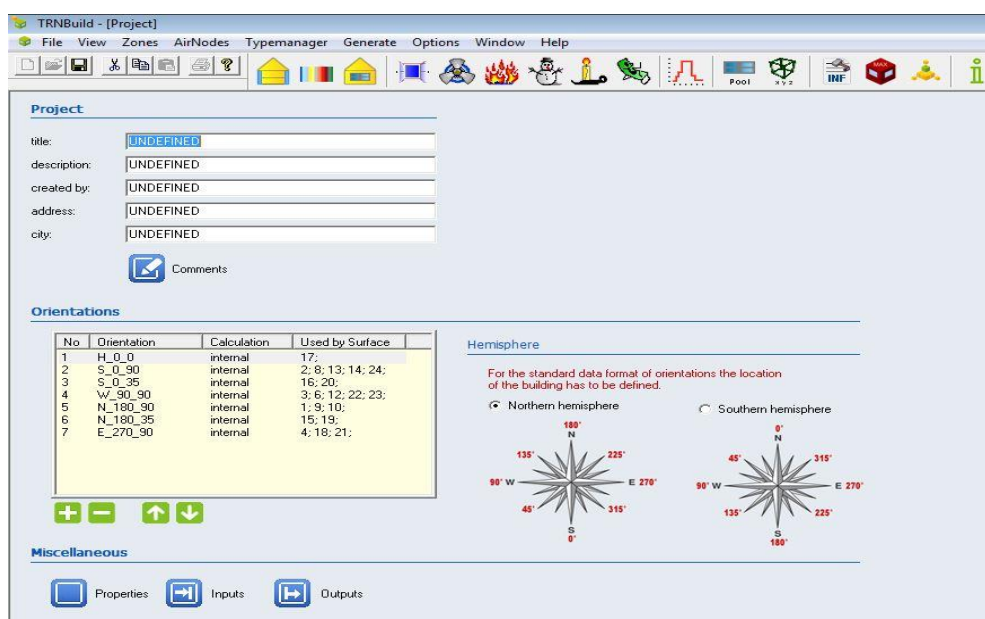 TRNBuild - [Project]
File View Zones AirNodes Typemanager Generate Options Window Help
Pool x y z INF MAX
Project
title: UNDEFINED
description: UNDEFINED
created by: UNDEFINED
address: UNDEFINED
city: UNDEFINED
Comments
Orientations
No Orientation Calculation Used by Surface
1 H_0_0 internal 17;
2 S_0_90 internal 2; 8; 13; 14; 24;
3 S_0_35 internal 16; 20;
4 W_90_90 internal 3; 6; 12; 22; 23;
5 N_180_90 internal 1; 9; 10;
6 N_180_35 internal 15; 19;
7 E_270_90 internal 4; 18; 21;
Hemisphere
For the standard data format of orientations the location
of the building has to be defined.
Northern hemisphere
180°
N
135° 225°
90° W E 270°
45° 315°
S
0°
Southern hemisphere
0°
N
45° 315°
90° W E 270°
135° 225°
S
180°
Miscellaneous
Properties Inputs Outputs